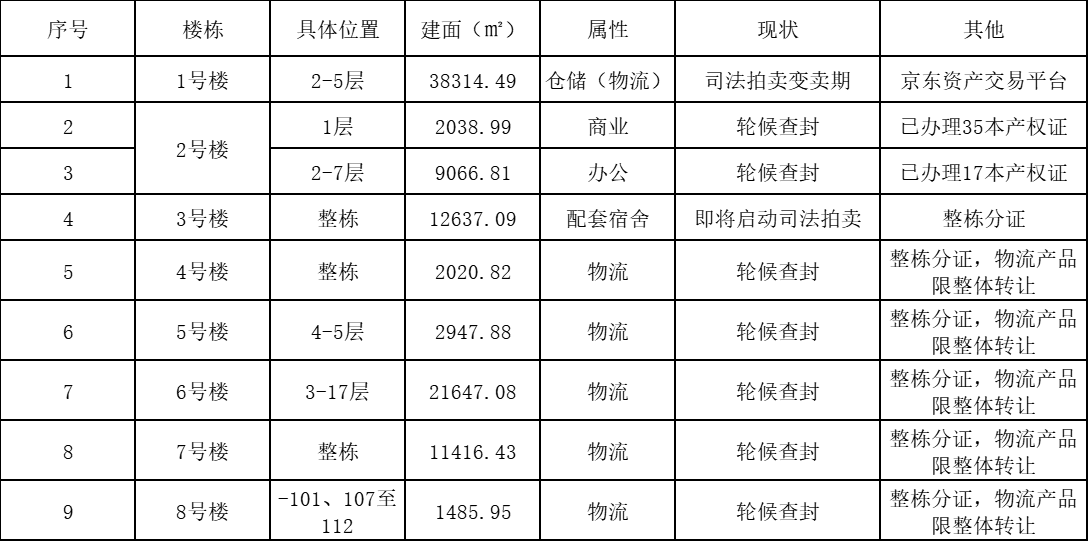 序号 楼栋 具体位置 建面（㎡） 属性 现状 其他
1 1号楼 2-5层 38314.49 仓储（物流） 司法拍卖变卖期 京东资产交易平台
2 2号楼 1层 2038.99 商业 轮候查封 已办理35本产权证
3 2-7层 9066.81 办公 轮候查封 已办理17本产权证
4 3号楼 整栋 12637.09 配套宿舍 即将启动司法拍卖 整栋分证
5 4号楼 整栋 2020.82 物流 轮候查封 整栋分证，物流产品
限整体转让
6 5号楼 4-5层 2947.88 物流 轮候查封 整栋分证，物流产品
限整体转让
7 6号楼 3-17层 21647.08 物流 轮候查封 整栋分证，物流产品
限整体转让
8 7号楼 整栋 11416.43 物流 轮候查封 整栋分证，物流产品
限整体转让
9 8号楼 -101、107至
112 1485.95 物流 轮候查封 整栋分证，物流产品
限整体转让